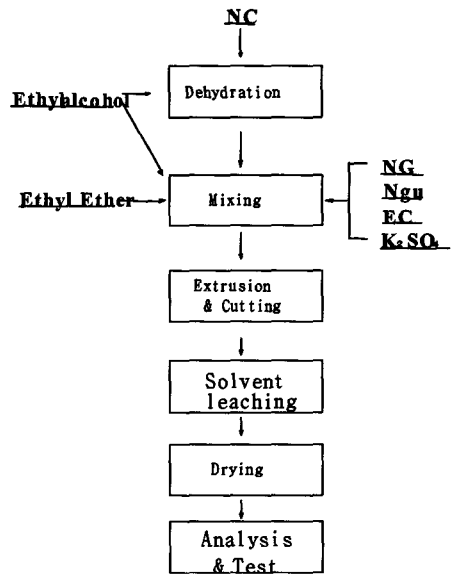 NC
Dehydration
Ethylalcohol
Mixing
Ethyl Ether
NG
Ngu
EC
K₂SO₄
Extrusion
& Cutting
Solvent
leaching
Drying
Analysis
& Test